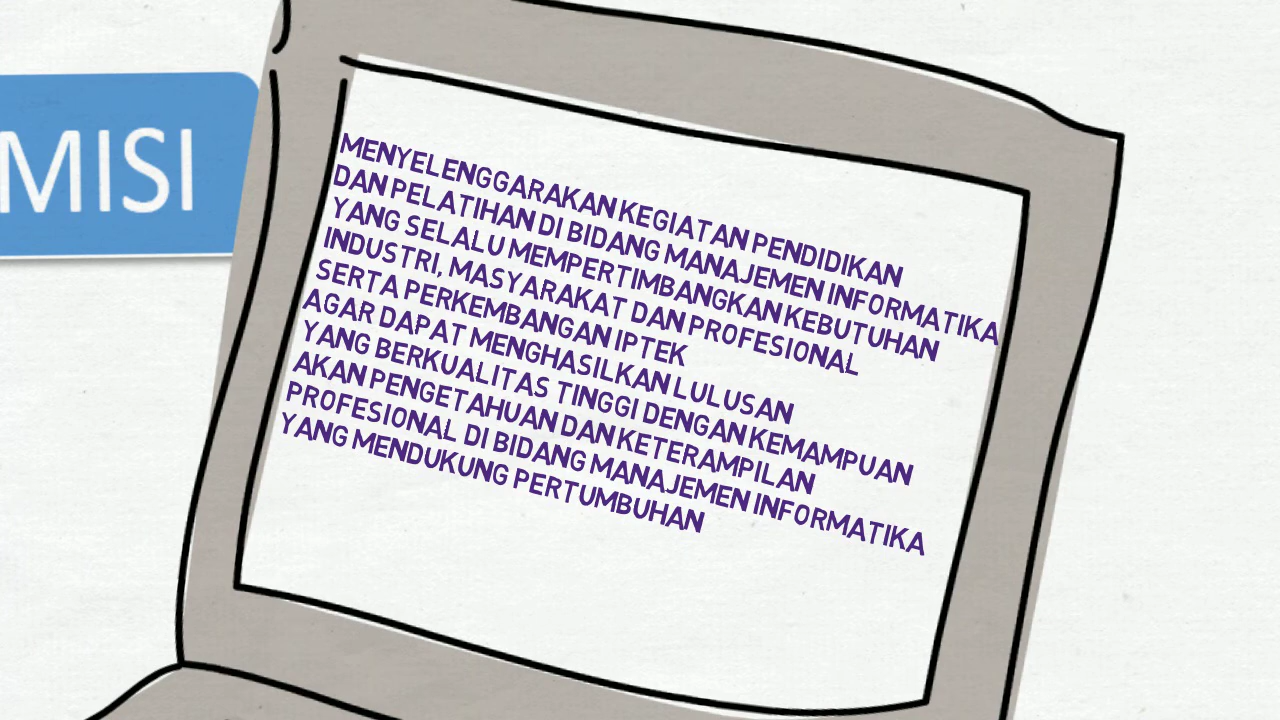 MISI
MENYELENGGARAKAN KEGIATAN PENDIDIKAN
DAN PELATIHAN DI BIDANG MANAJEMEN INFORMATIKA
YANG SELALU MEMPERTIMBANGKAN KEBUTUHAN
INDUSTRI, MASYARAKAT DAN PROFESIONAL
SERTA PERKEMBANGAN IPTEK
AGAR DAPAT MENGHASILKAN LULUSAN
YANG BERKUALITAS TINGGI DENGAN KEMAMPUAN
AKAN PENGETAHUAN DAN KETERAMPILAN
PROFESIONAL DI BIDANG MANAJEMEN INFORMATIKA
YANG MENDUKUNG PERTUMBUHAN